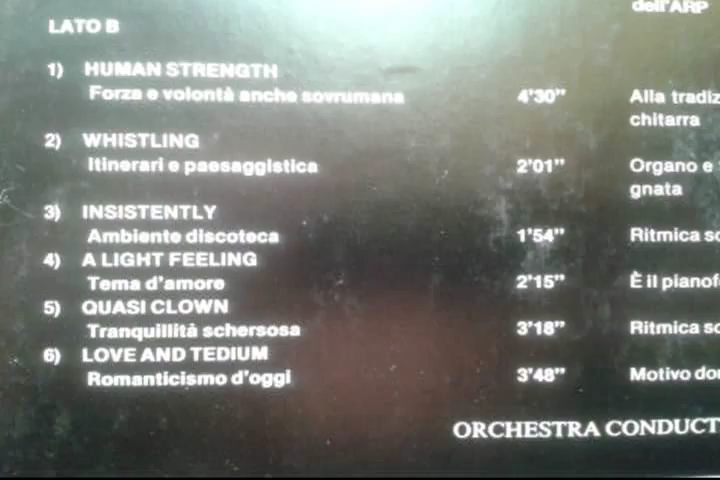 dell'ARP
LATO B
1) HUMAN STRENGTH
Forza e volontà anche sovrumana 4'30" Alla tradiz
chitarra
2) WHISTLING
Itinerari e paesaggistica 2'01" Organo e
gnata
3) INSISTENTLY
Ambiente discoteca 1'54" Ritmica so
4) A LIGHT FEELING
Tema d'amore 2'15" È il pianof
5) QUASI CLOWN
Tranquillità schersosa 3'18" Ritmica so
6) LOVE AND TEDIUM
Romanticismo d'oggi 3'48" Motivo do
ORCHESTRA CONDUCT